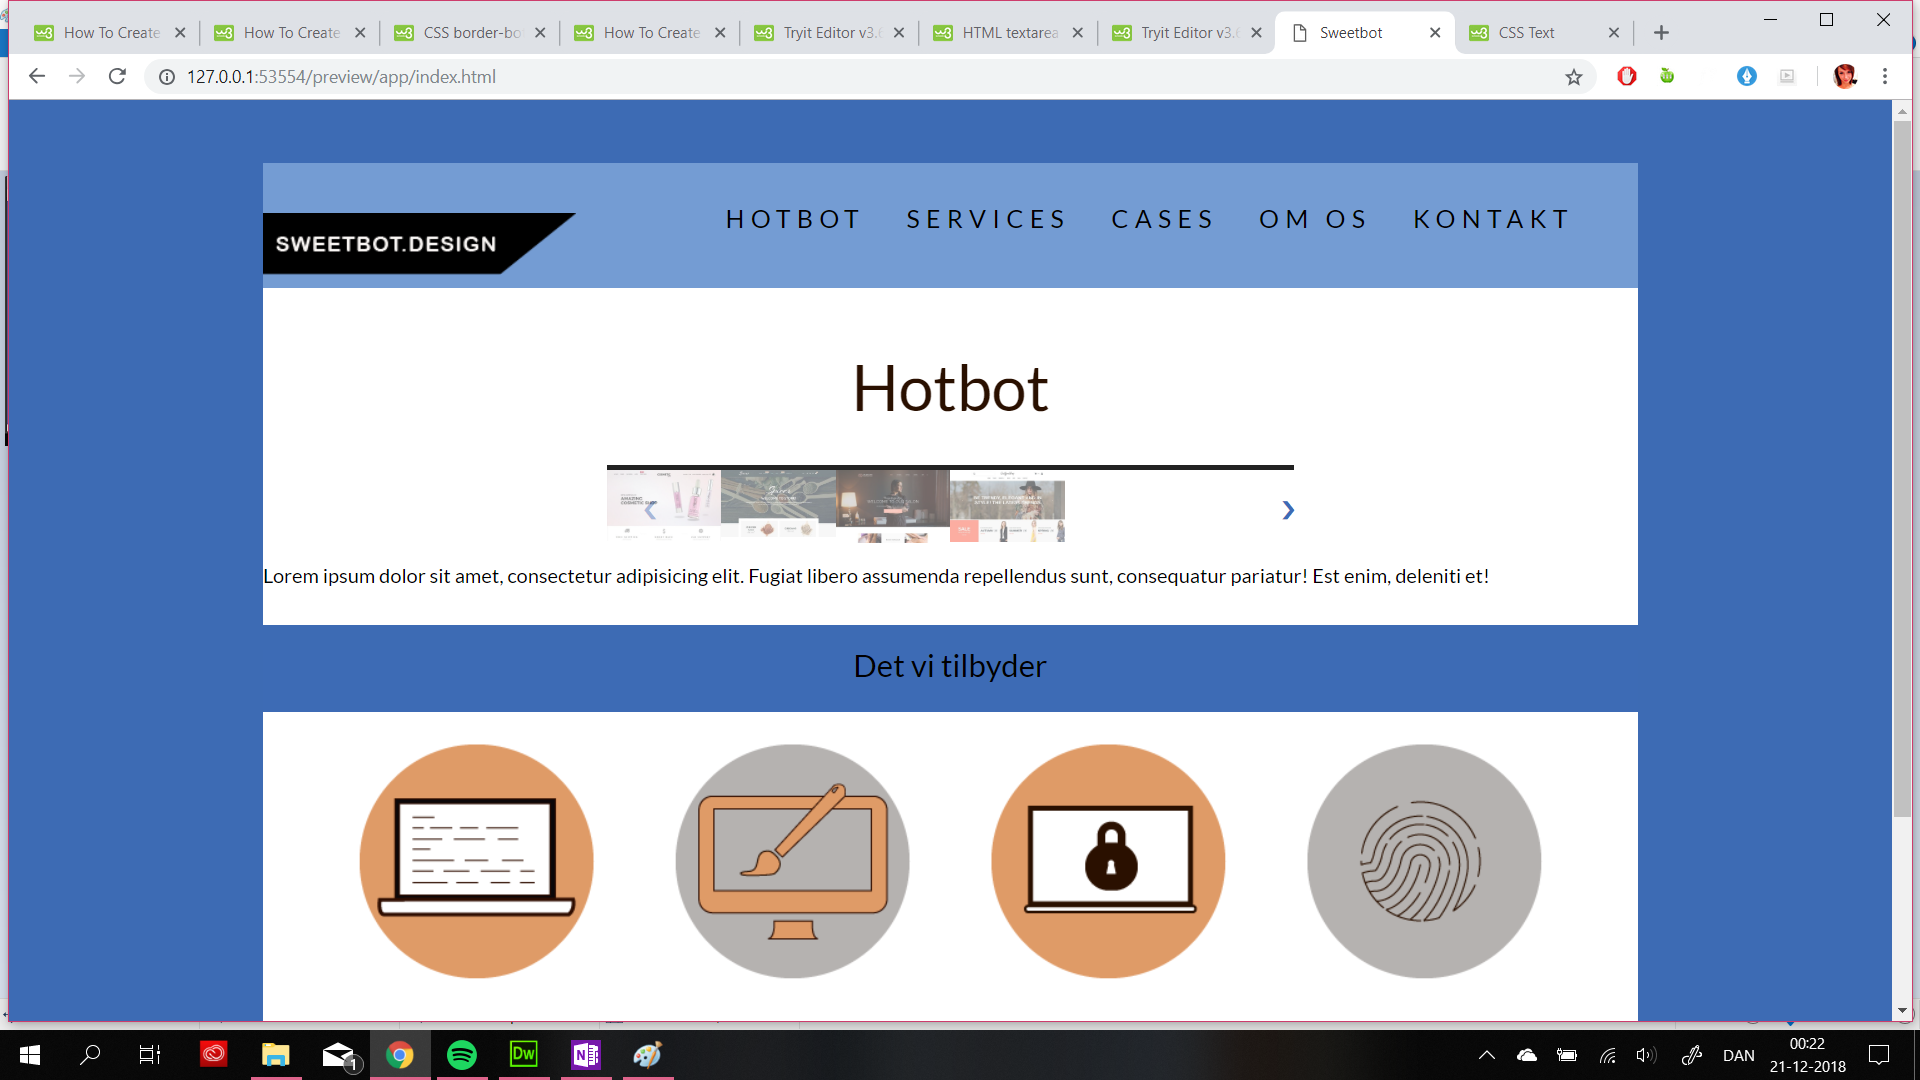 How To Create
How To Create
CSS border-bo
How To Create
Tryit Editor v3.6
HTML textarea
Tryit Editor v3.6
Sweetbot
CSS Text
127.0.0.1:53554/preview/app/index.html
SWEETBOT.DESIGN
HOTBOT SERVICES CASES OM OS KONTAKT
Hotbot
❮ ❯
Lorem ipsum dolor sit amet, consectetur adipisicing elit. Fugiat libero assumenda repellendus sunt, consequatur pariatur! Est enim, deleniti et!
Det vi tilbyder
1
Dw
N
DAN
00:22
21-12-2018